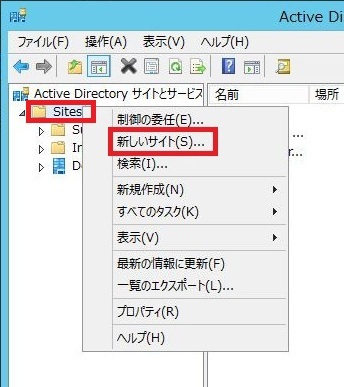 Active Dire
ファイル(F) 操作(A) 表示(V) ヘルプ(H)
Active Directory サイトとサービス
名前 場所
Sites
制御の委任(E)...
新しいサイト(S)...
検索(I)...
新規作成(N)
すべてのタスク(K)
表示(V)
最新の情報に更新(F)
一覧のエクスポート(L)...
プロパティ(R)
ヘルプ(H)